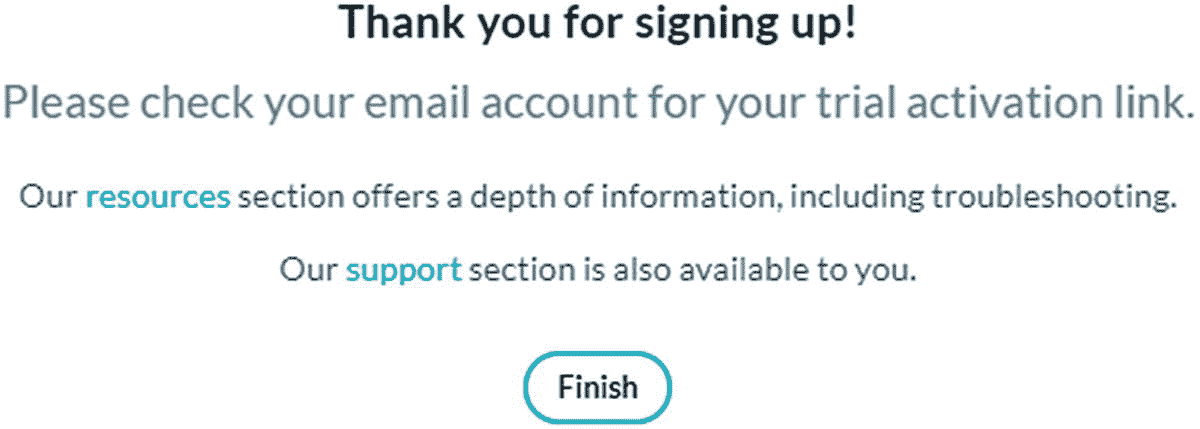 Thank you for signing up!
Please check your email account for your trial activation link.
Our resources section offers a depth of information, including troubleshooting.
Our support section is also available to you.
Finish